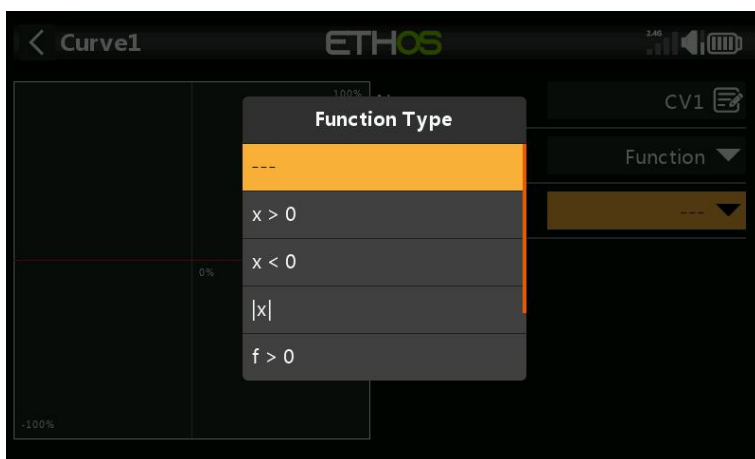 Curve1
ETHOS
2.4G
100%
CV1
Function Type
Function
---
---
x > 0
x < 0
0%
|x|
f > 0
-100%